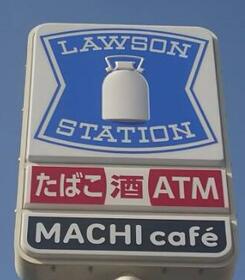 LAWSON
STATION
たばこ 酒 ATM
MACHI café